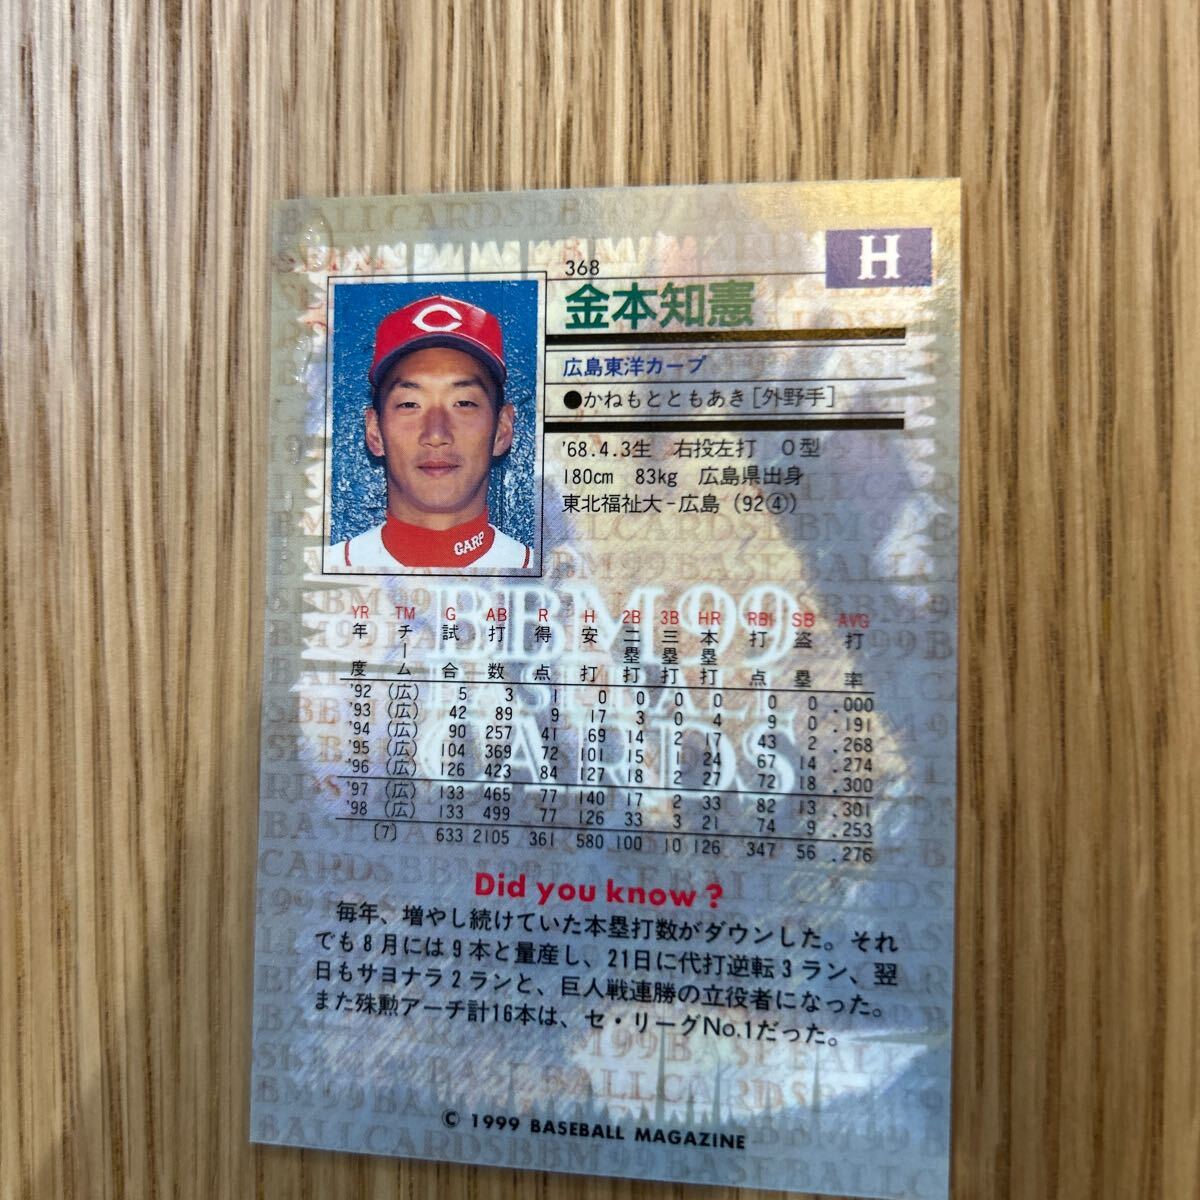 368
H
金本知憲
広島東洋カープ
●かねもとともあき[外野手]
'68.4.3生 右投左打 O型
180cm 83kg 広島県出身
東北福祉大-広島（92④）
C
CARP
BBM99
BASEBALL
CARDS
YR TM G AB R H 2B 3B HR RBI SB AVG
年度 チーム 試合 打数 得点 安打 二塁打 三塁打 本塁打 打点 盗塁 打率
'92 (広) 5 3 1 0 0 0 0 0 0 .000
'93 (広) 42 89 9 17 3 0 4 9 0 .191
'94 (広) 90 257 41 69 14 2 17 43 2 .268
'95 (広) 104 369 72 101 15 1 24 67 14 .274
'96 (広) 126 423 84 127 18 2 27 72 18 .300
'97 (広) 133 465 77 140 17 2 33 82 13 .301
'98 (広) 133 499 77 126 33 3 21 74 9 .253
〔7〕 633 2105 361 580 100 10 126 347 56 .276
Did you know?
毎年、増やし続けていた本塁打数がダウンした。それ
でも8月には9本と量産し、21日に代打逆転3ラン、翌
日もサヨナラ2ランと、巨人戦連勝の立役者になった。
また殊勲アーチ計16本は、セ・リーグNo.1だった。
© 1999 BASEBALL MAGAZINE